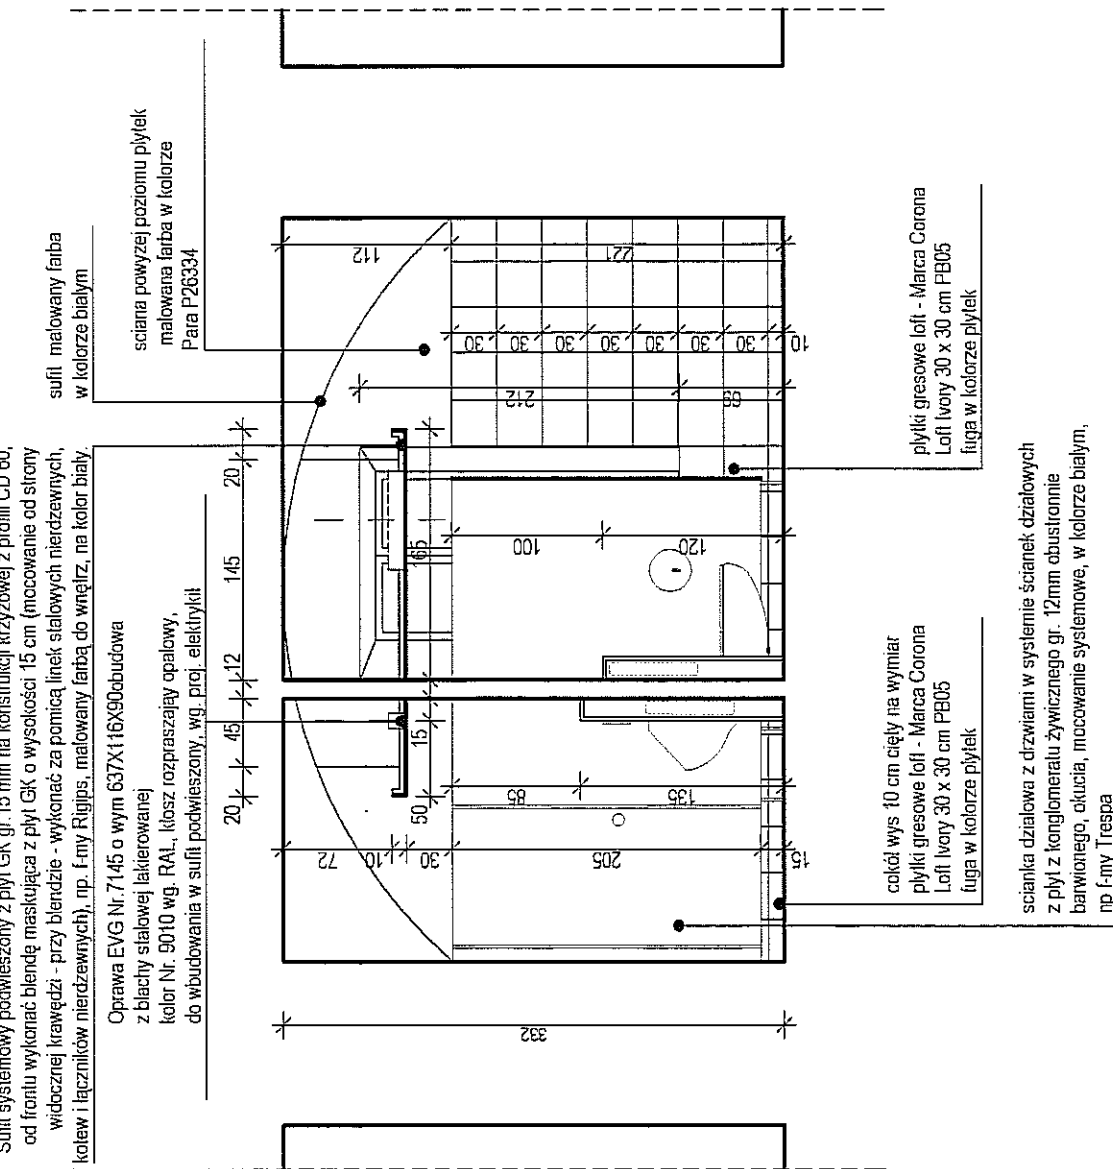 Sufit systemowy podwieszony z płyt GK gr. 15 mm na konstrukcji krzyżowej z profili CD 60,
od frontu wykonać blendę maskująca z płyt GK o wysokości 15 cm (mocowanie od strony
widocznej krawędzi - przy blendzie - wykonać za pomicą linek stalowych nierdzewnych,
kolew i łączników nierdzewnych), np. f-my Rigips, malowany farbą do wnętrz, na kolor biały.
Oprawa EVG Nr.7145 o wym 637X116X90obudowa
z blachy stalowej lakierowanej
kolor Nr. 9010 wg. RAL, klosz rozpraszający opalowy,
do wbudowania w sufit podwieszony, wg. proj. elektrykil
sufit malowany farba
w kolorze bialym
sciana powyzej poziomu plytek
malowana farba w kolorze
Para P26334
20 45 12 145 20
50 15 165
72 10 30 205 15
85 135
100 120
112 221
212 69
30 30 30 30 30 30 30 10
332
cokół wys 10 cm cięty na wymiar
płytki gresowe loft - Marca Corona
Loft Ivory 30 x 30 cm PB05
fuga w kolorze płytek
płytki gresowe loft - Marca Corona
Loft Ivory 30 x 30 cm PB05
fuga w kolorze płytek
scianka działowa z drzwiami w systemie ścianek działowych
z płyt z konglomeratu żywicznego gr. 12mm obustronnie
barwionego, okucia, mocowanie systemowe, w kolorze białym,
np f-my Trespa